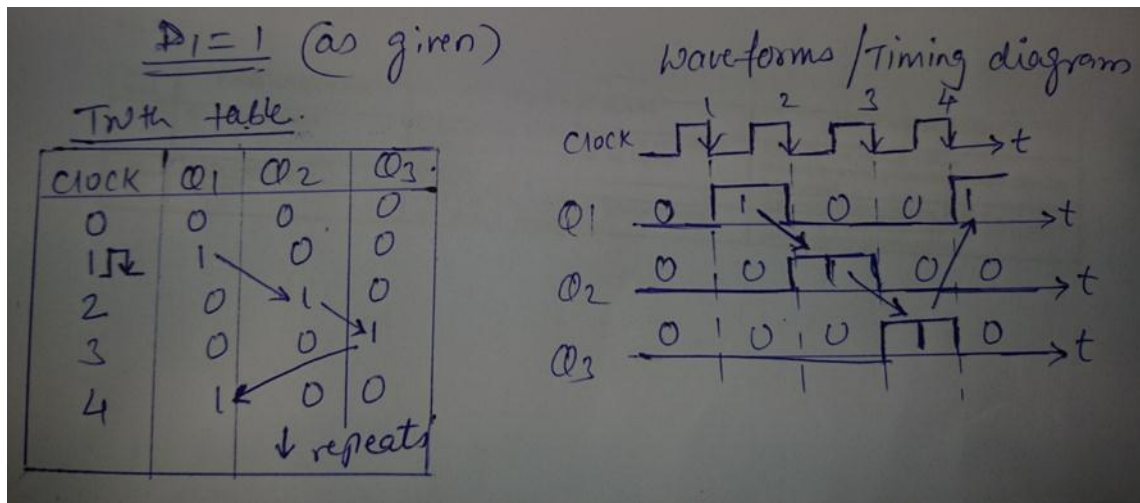 D1 = 1 (as given)
Truth table.
Clock Q1 Q2 Q3.
0 0 0 0
1 1 0 0
2 0 1 0
3 0 0 1
4 1 0 0
↓ repeats
Waveforms / Timing diagram
1 2 3 4
Clock → t
Q1 0 1 0 0 1 → t
Q2 0 0 1 0 0 → t
Q3 0 0 0 1 0 → t